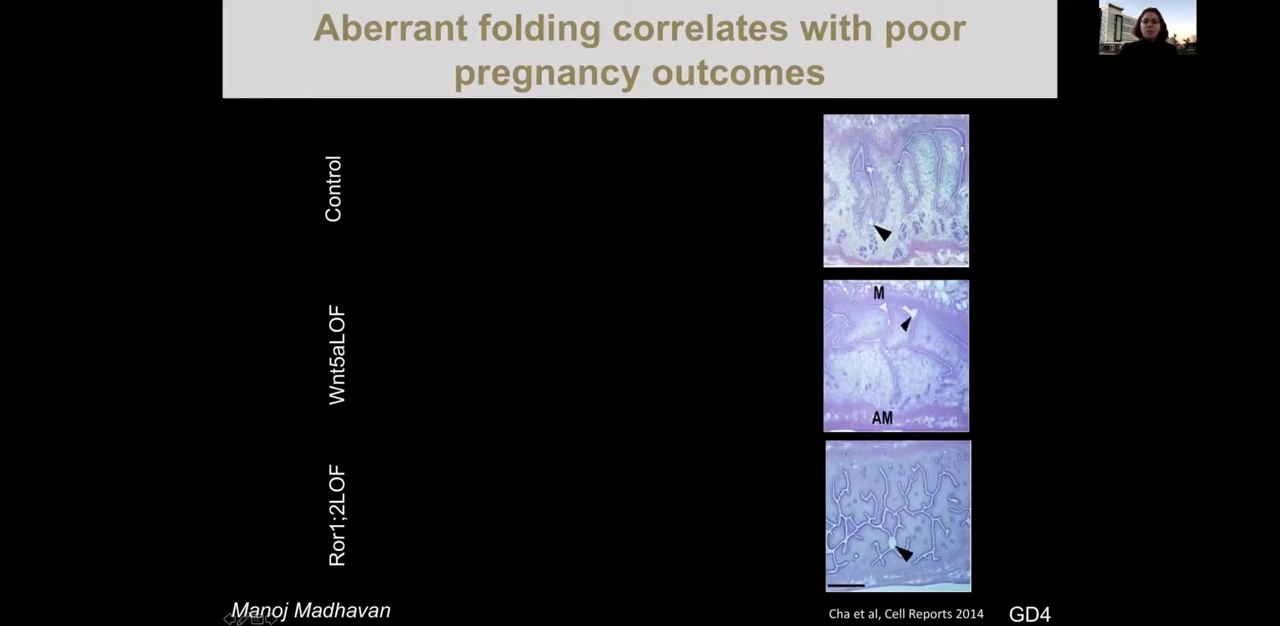 Aberrant folding correlates with poor
pregnancy outcomes
Control
M
Wnt5aLOF
AM
Ror1;2LOF
Manoj Madhavan
Cha et al, Cell Reports 2014
GD4